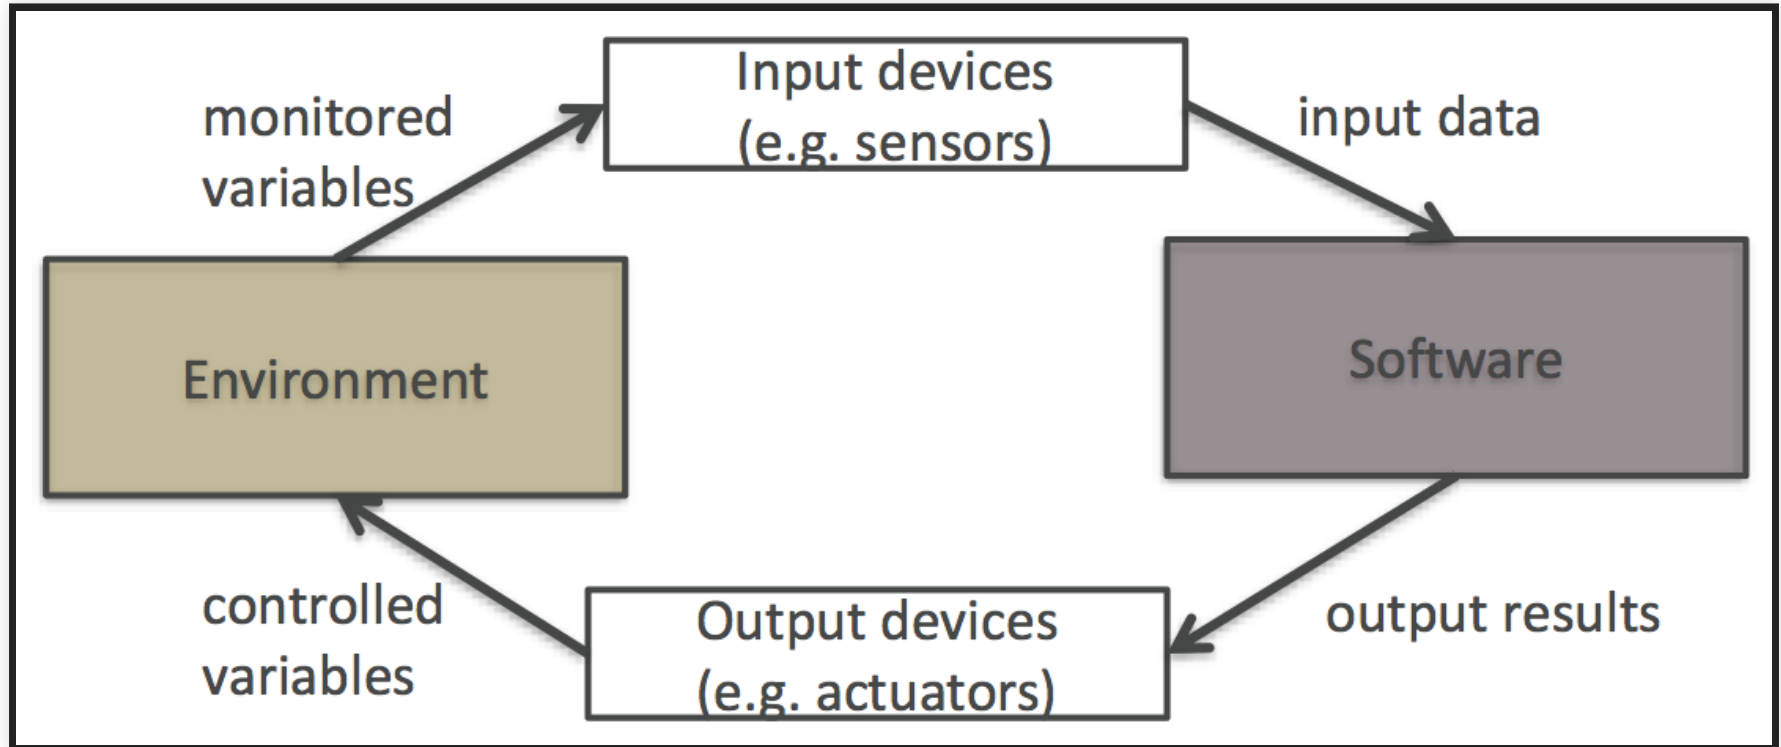 Input devices
(e.g. sensors)
monitored
variables
input data
Environment
Software
controlled
variables
Output devices
(e.g. actuators)
output results